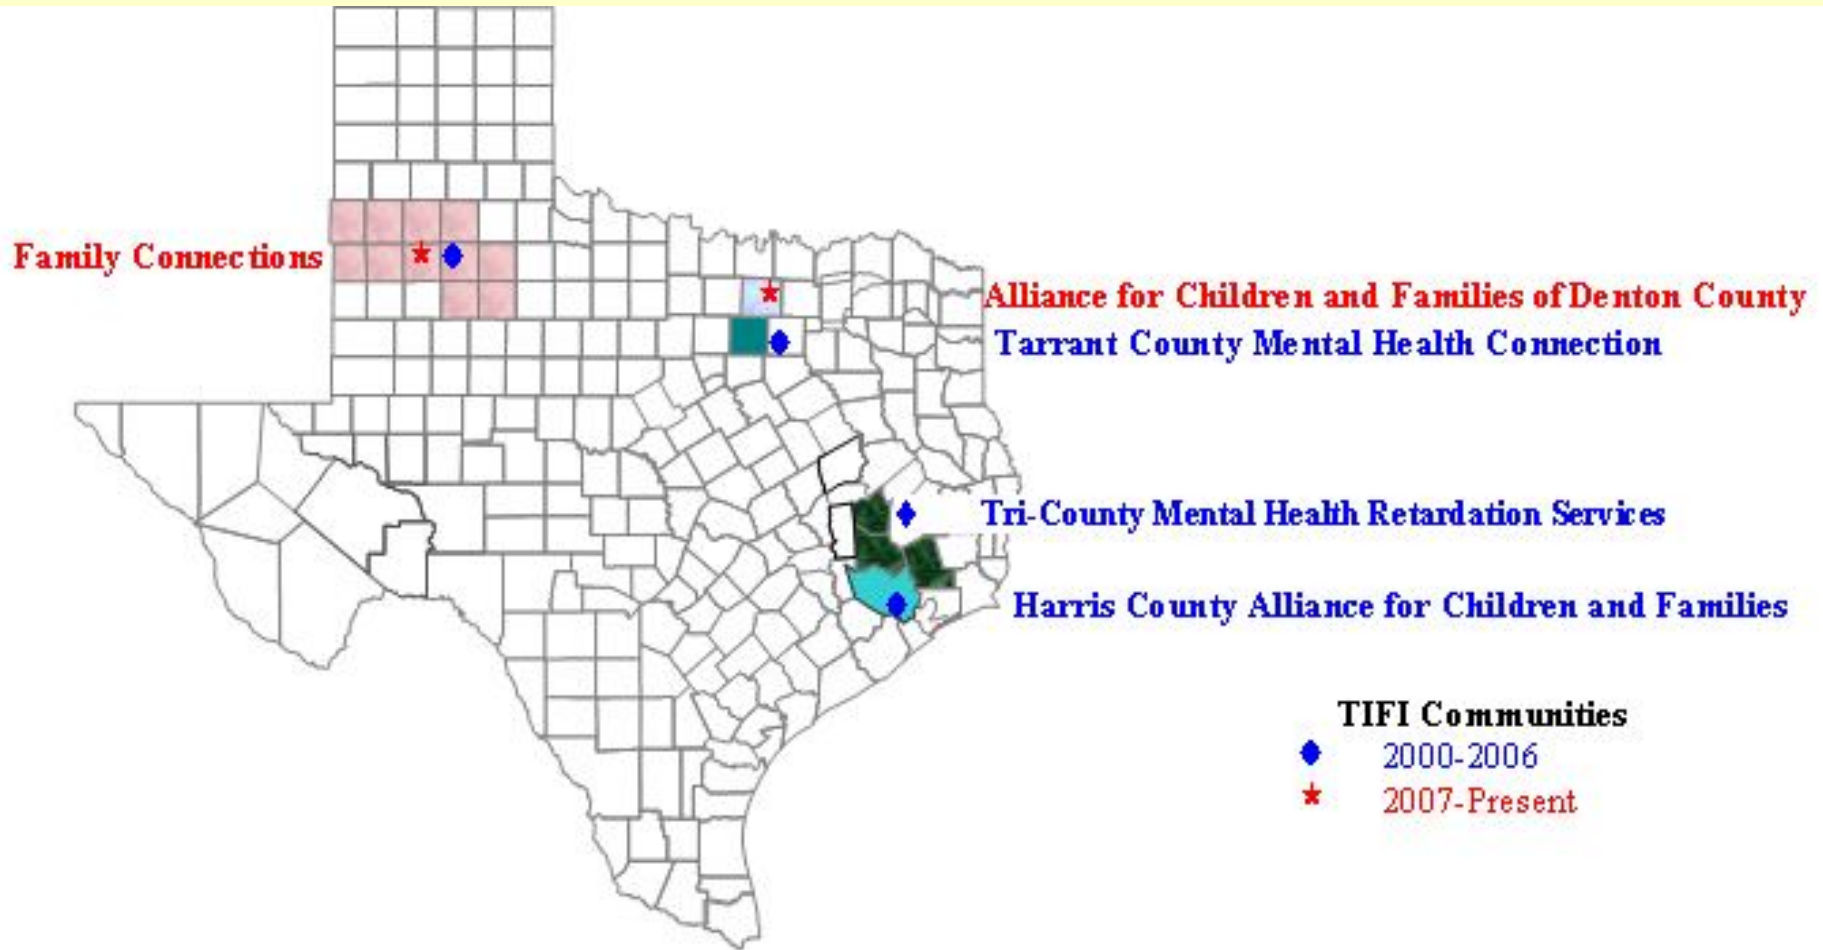 Family Connections
Alliance for Children and Families of Denton County
Tarrant County Mental Health Connection
Tri-County Mental Health Retardation Services
Harris County Alliance for Children and Families
TIFI Communities
2000-2006
2007-Present